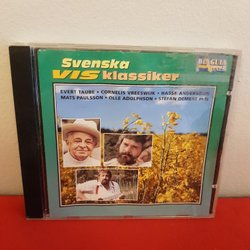 Svenska
VIS klassiker
EVERT TAUBE • CORNELIS VREESWIJK • HASSE ANDERSSON
MATS PAULSSON • OLLE ADOLPHSON • STEFAN DEMERT M.FL.